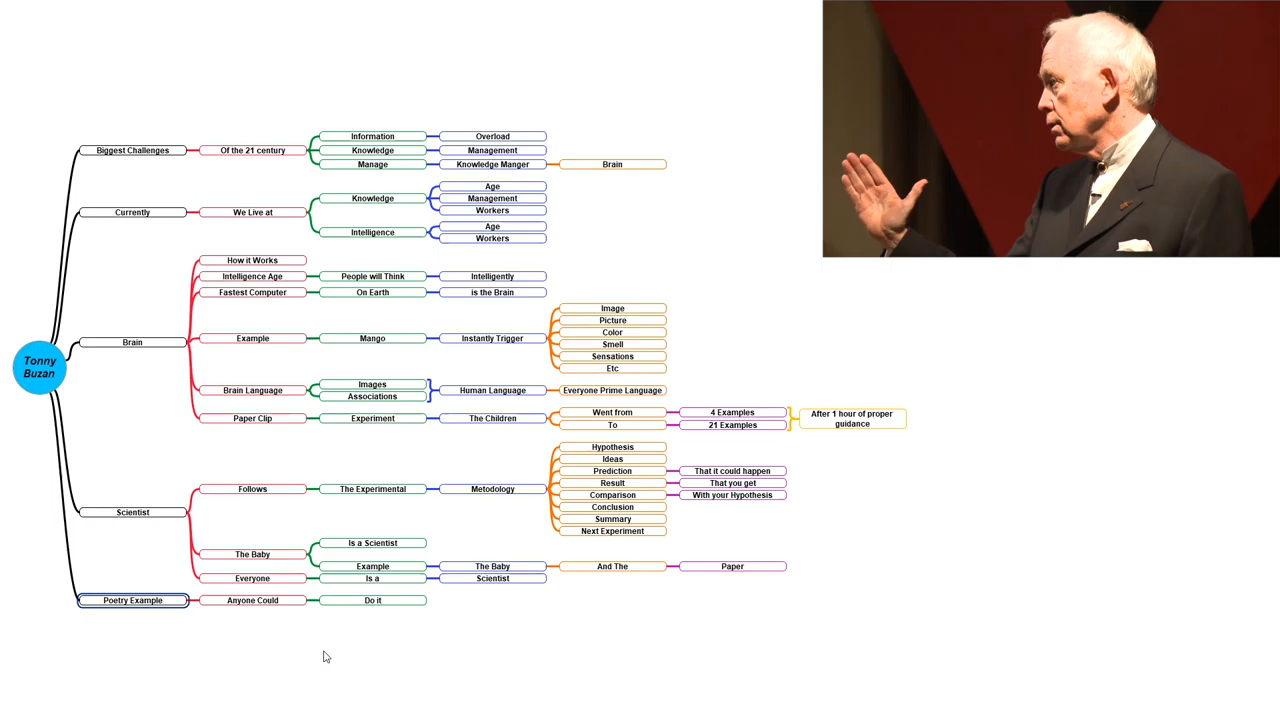 Tonny
Buzan
Biggest Challenges
Of the 21 century
Information
Overload
Knowledge
Management
Manage
Knowledge Manger
Brain
Currently
We Live at
Knowledge
Age
Management
Workers
Intelligence
Age
Workers
Brain
How it Works
Intelligence Age
People will Think
Intelligently
Fastest Computer
On Earth
is the Brain
Example
Mango
Instantly Trigger
Image
Picture
Color
Smell
Sensations
Etc
Brain Language
Images
Associations
Human Language
Everyone Prime Language
Paper Clip
Experiment
The Children
Went from
4 Examples
To
21 Examples
After 1 hour of proper
guidance
Scientist
Follows
The Experimental
Metodology
Hypothesis
Ideas
Prediction
That it could happen
Result
That you get
Comparison
With your Hypothesis
Conclusion
Summary
Next Experiment
The Baby
Is a Scientist
Example
The Baby
And The
Paper
Everyone
Is a
Scientist
Poetry Example
Anyone Could
Do it